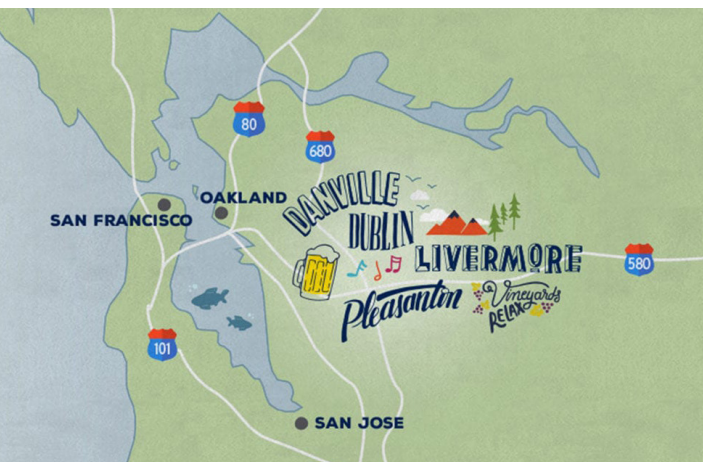 80
680
DANVILLE
OAKLAND
SAN FRANCISCO
DUBLIN
LIVERMORE
580
Pleasanton
Vineyards
RELAX
101
SAN JOSE